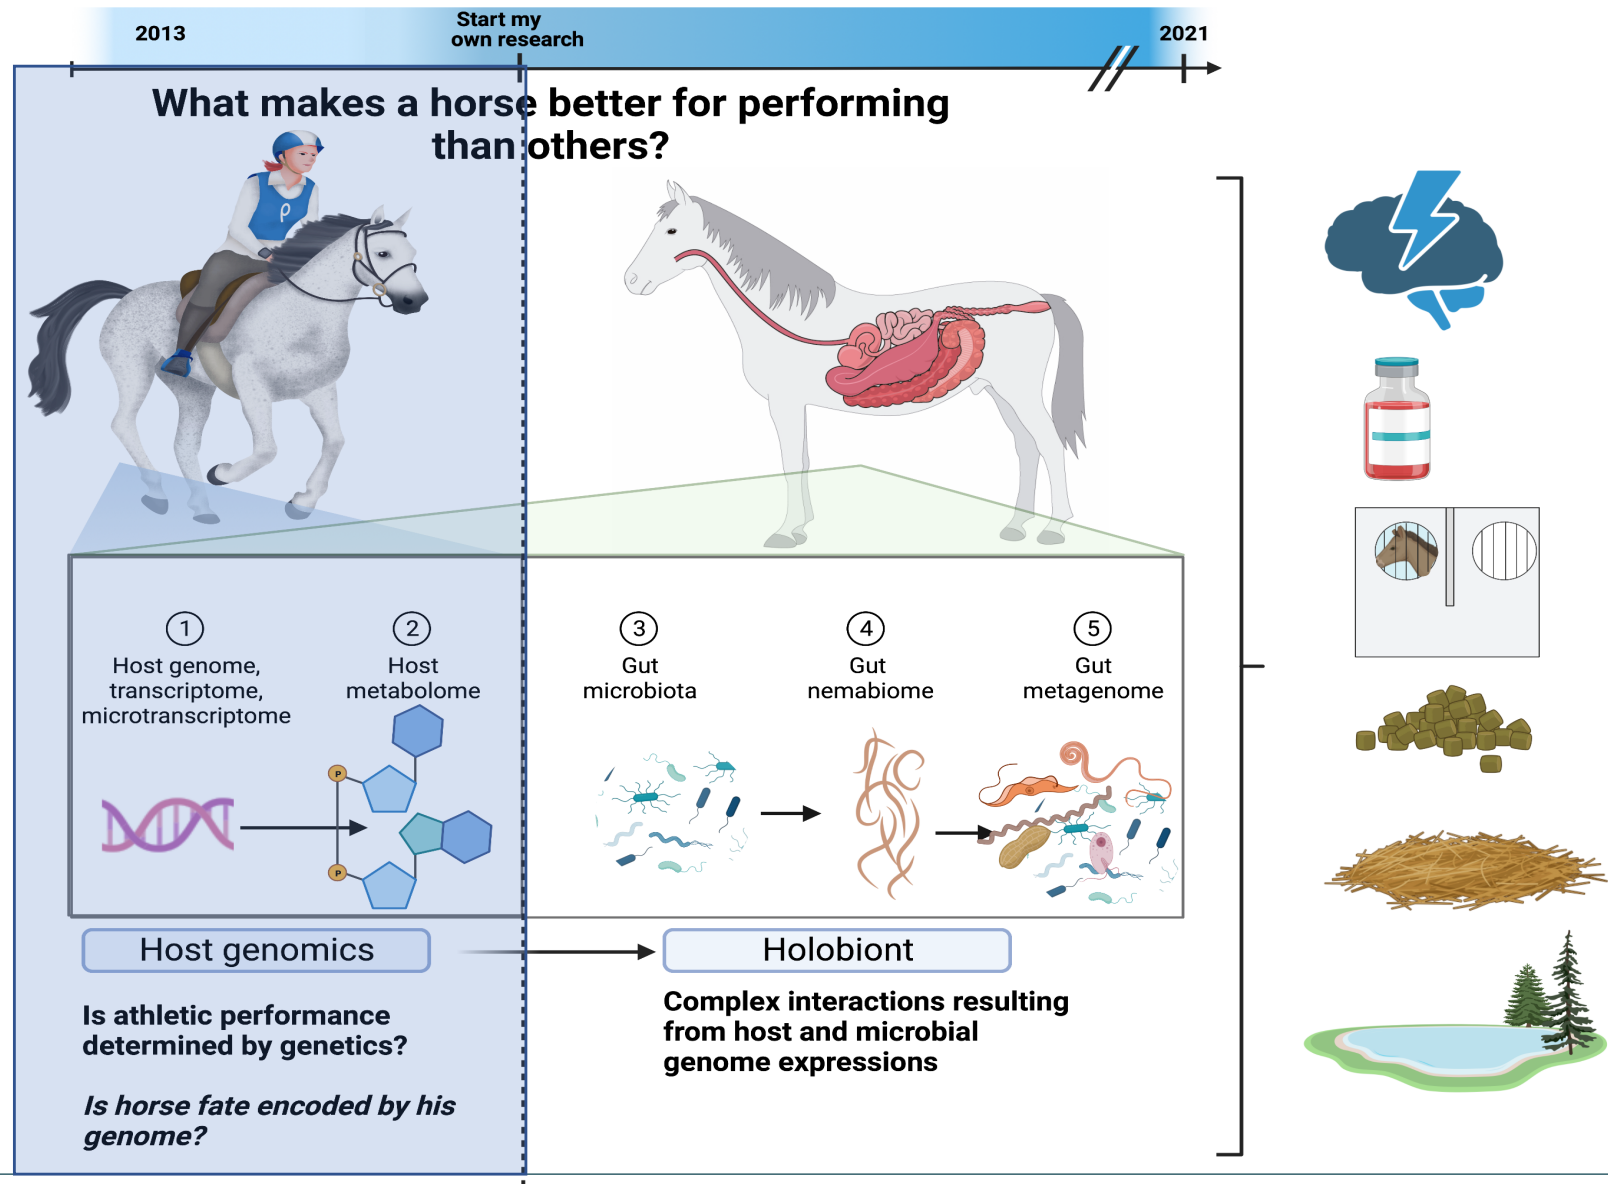 2013
Start my
own research
2021
What makes a horse better for performing
than others?
ρ
1
2
3
4
5
Host genome,
transcriptome,
microtranscriptome
Host
metabolome
Gut
microbiota
Gut
nemabiome
Gut
metagenome
P
P
Host genomics
Holobiont
Is athletic performance
determined by genetics?
Is horse fate encoded by his
genome?
Complex interactions resulting
from host and microbial
genome expressions